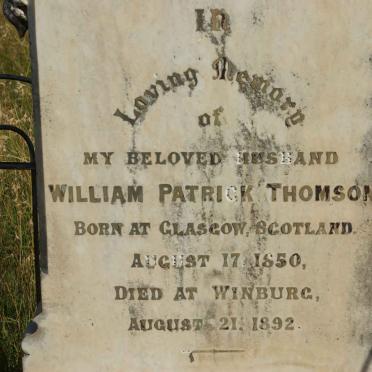 IN
Loving Memory
of
MY BELOVED HUSBAND
WILLIAM PATRICK THOMSON
BORN AT GLASGOW, SCOTLAND.
AUGUST 17, 1850,
DIED AT WINBURG,
AUGUST 21, 1892.